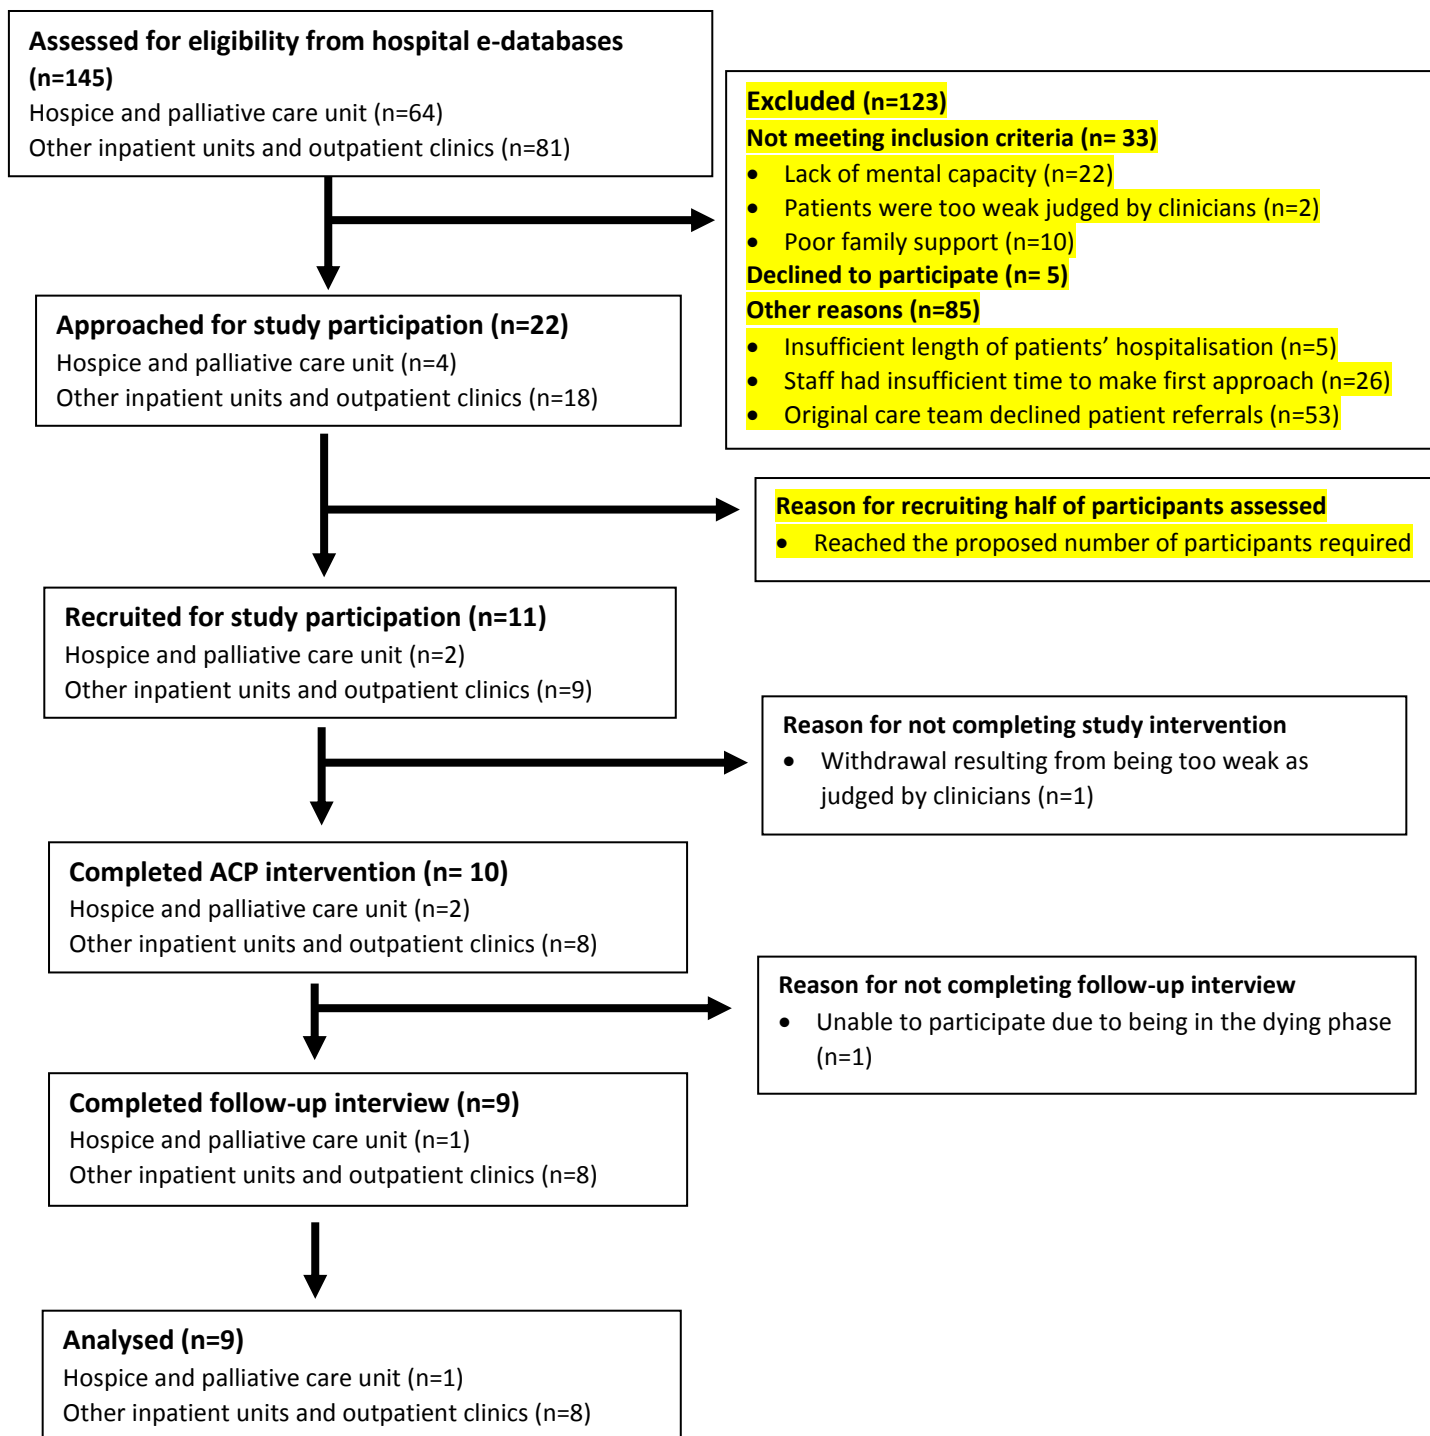 Assessed for eligibility from hospital e-databases
(n=145)
Hospice and palliative care unit (n=64)
Other inpatient units and outpatient clinics (n=81)
Excluded (n=123)
Not meeting inclusion criteria (n= 33)
• Lack of mental capacity (n=22)
• Patients were too weak judged by clinicians (n=2)
• Poor family support (n=10)
Declined to participate (n= 5)
Other reasons (n=85)
• Insufficient length of patients’ hospitalisation (n=5)
• Staff had insufficient time to make first approach (n=26)
• Original care team declined patient referrals (n=53)
Approached for study participation (n=22)
Hospice and palliative care unit (n=4)
Other inpatient units and outpatient clinics (n=18)
Reason for recruiting half of participants assessed
• Reached the proposed number of participants required
Recruited for study participation (n=11)
Hospice and palliative care unit (n=2)
Other inpatient units and outpatient clinics (n=9)
Reason for not completing study intervention
• Withdrawal resulting from being too weak as
judged by clinicians (n=1)
Completed ACP intervention (n= 10)
Hospice and palliative care unit (n=2)
Other inpatient units and outpatient clinics (n=8)
Reason for not completing follow-up interview
• Unable to participate due to being in the dying phase
(n=1)
Completed follow-up interview (n=9)
Hospice and palliative care unit (n=1)
Other inpatient units and outpatient clinics (n=8)
Analysed (n=9)
Hospice and palliative care unit (n=1)
Other inpatient units and outpatient clinics (n=8)